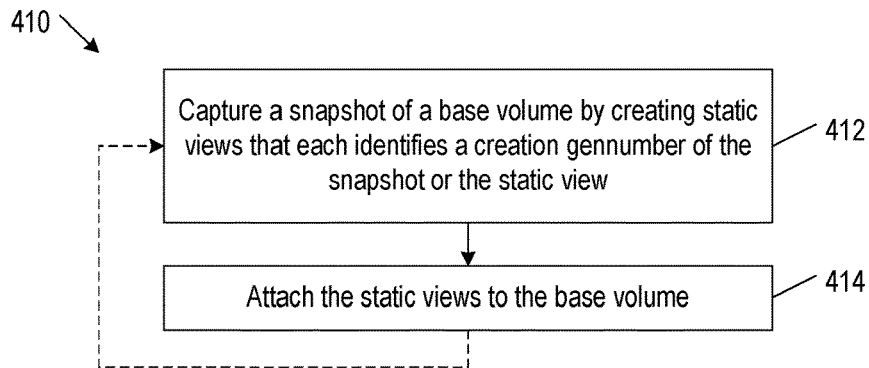 410
Capture a snapshot of a base volume by creating static
views that each identifies a creation gennumber of the
snapshot or the static view
412
Attach the static views to the base volume
414